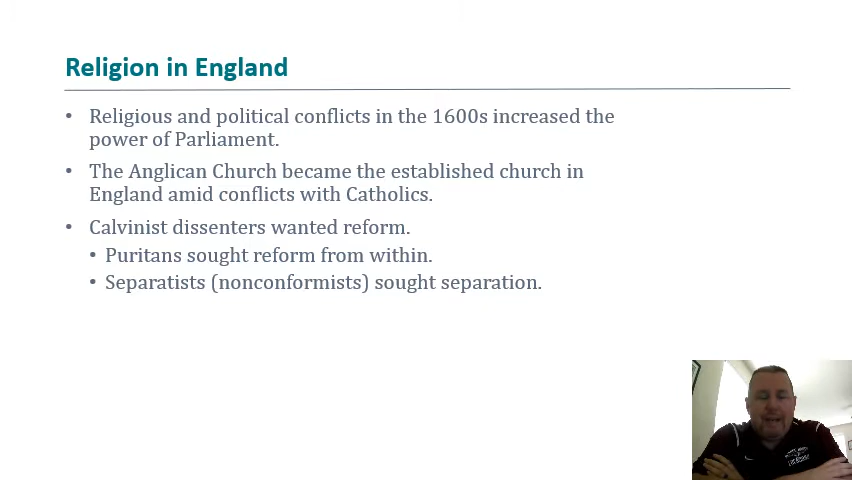 Religion in England
• Religious and political conflicts in the 1600s increased the
power of Parliament.
• The Anglican Church became the established church in
England amid conflicts with Catholics.
• Calvinist dissenters wanted reform.
• Puritans sought reform from within.
• Separatists (nonconformists) sought separation.